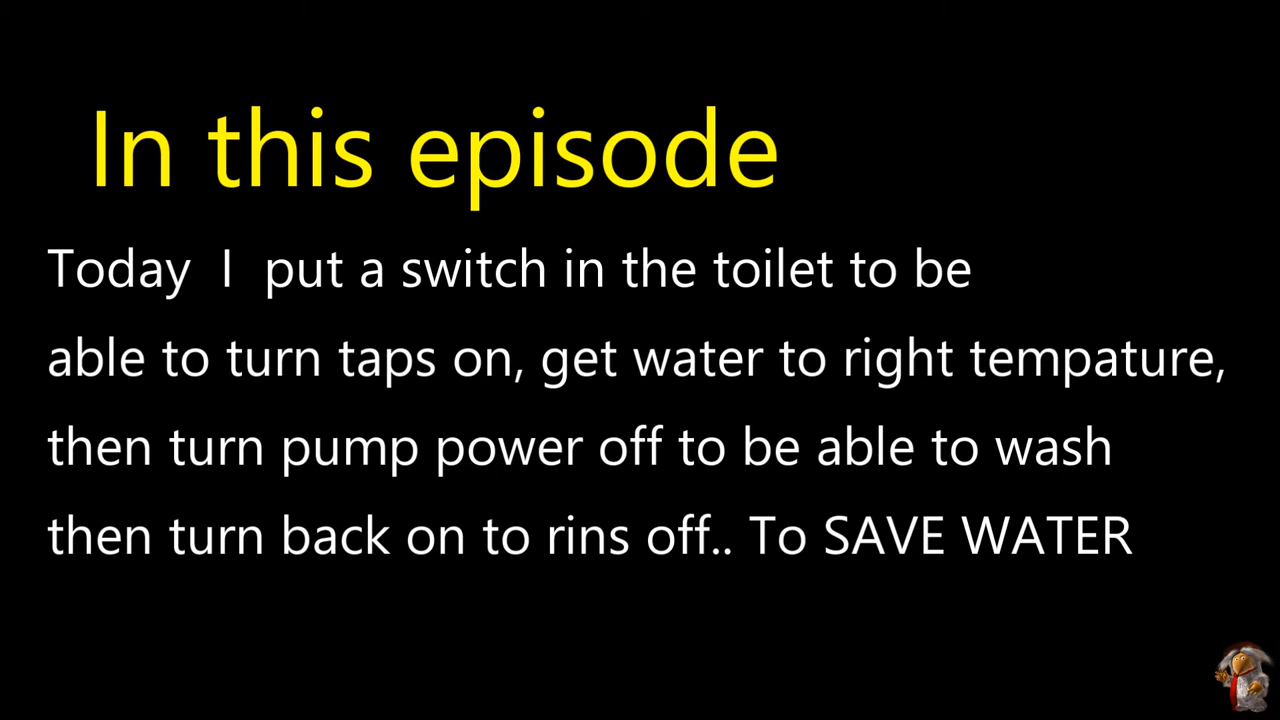 In this episode
Today I put a switch in the toilet to be
able to turn taps on, get water to right tempature,
then turn pump power off to be able to wash
then turn back on to rins off.. To SAVE WATER